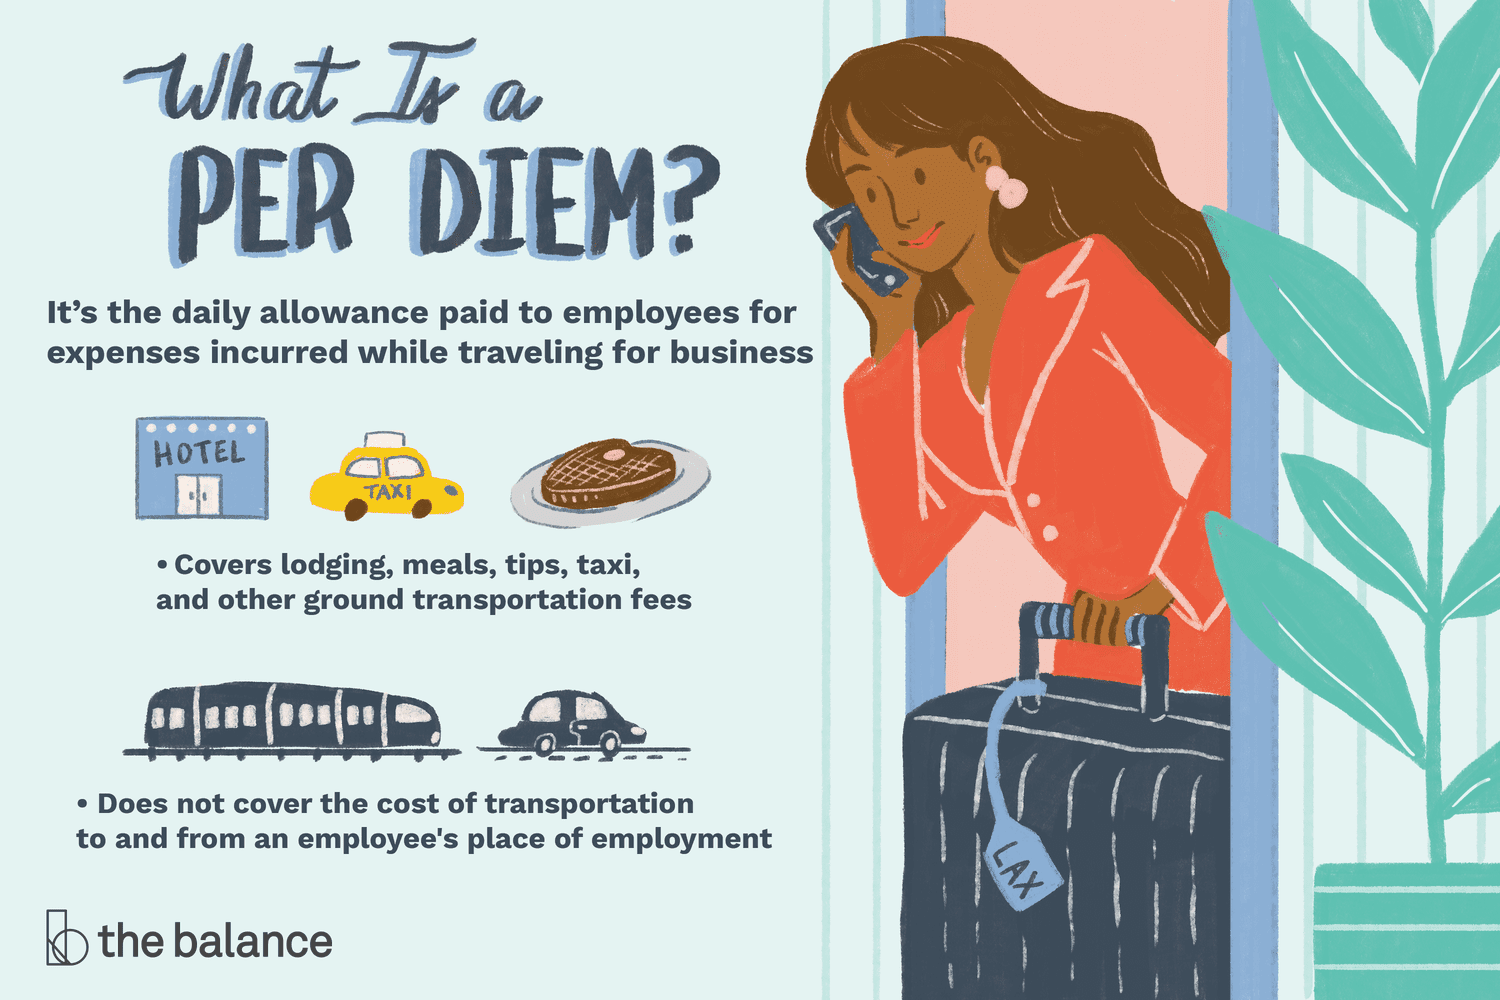 What Is a
PER DIEM?
It’s the daily allowance paid to employees for
expenses incurred while traveling for business
HOTEL
TAXI
• Covers lodging, meals, tips, taxi,
and other ground transportation fees
• Does not cover the cost of transportation
to and from an employee's place of employment
LAX
the balance